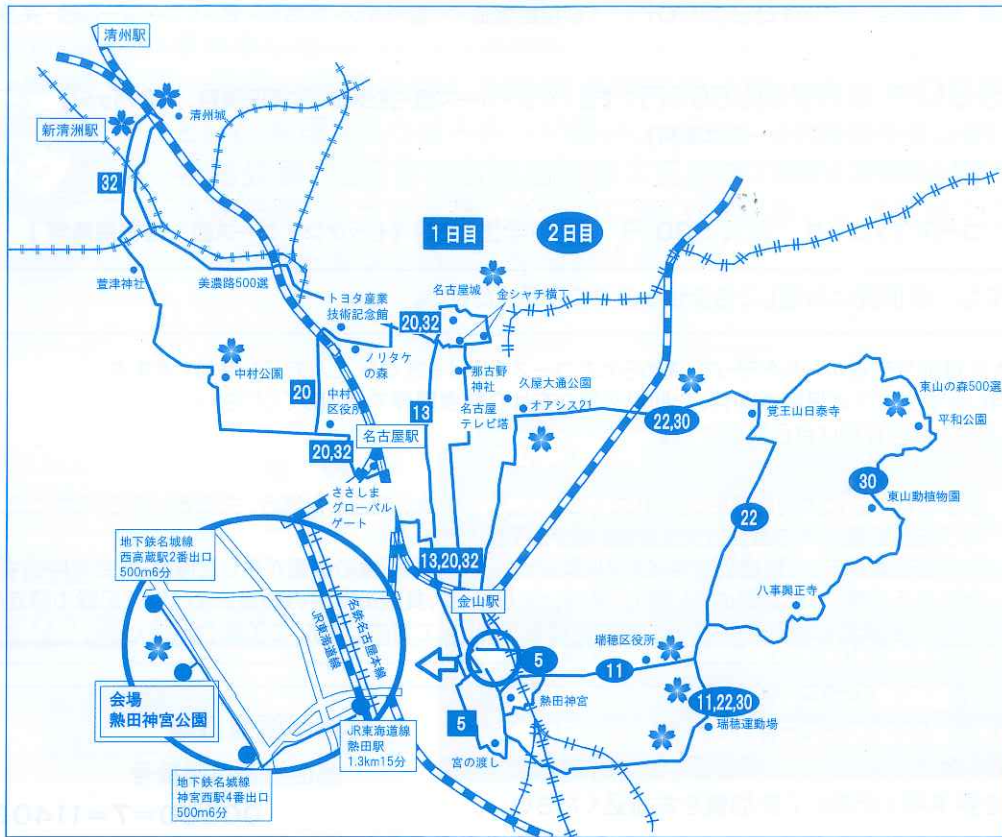 清州駅
清州城
新清洲駅
32
1日目
2日目
萱津神社
美濃路500選
トヨタ産業
技術記念館
名古屋城
金シャチ横丁
20,32
ノリタケ
の森
中村公園
20
中村
区役所
那古野
神社
久屋大通公園
オアシス21
名古屋
テレビ塔
13
名古屋駅
20,32
22,30
覚王山日泰寺
東山の森500選
平和公園
30
東山動植物園
22
ささしま
グローバル
ゲート
地下鉄名城線
西高蔵駅2番出口
500m6分
13,20,32
金山駅
八事興正寺
JR東海道線
名鉄名古屋本線
瑞穂区役所
5
11
会場
熱田神宮公園
熱田神宮
11,22,30
瑞穂運動場
5
JR東海道線
熱田駅
1.3km15分
宮の渡し
地下鉄名城線
神宮西駅4番出口
500m6分